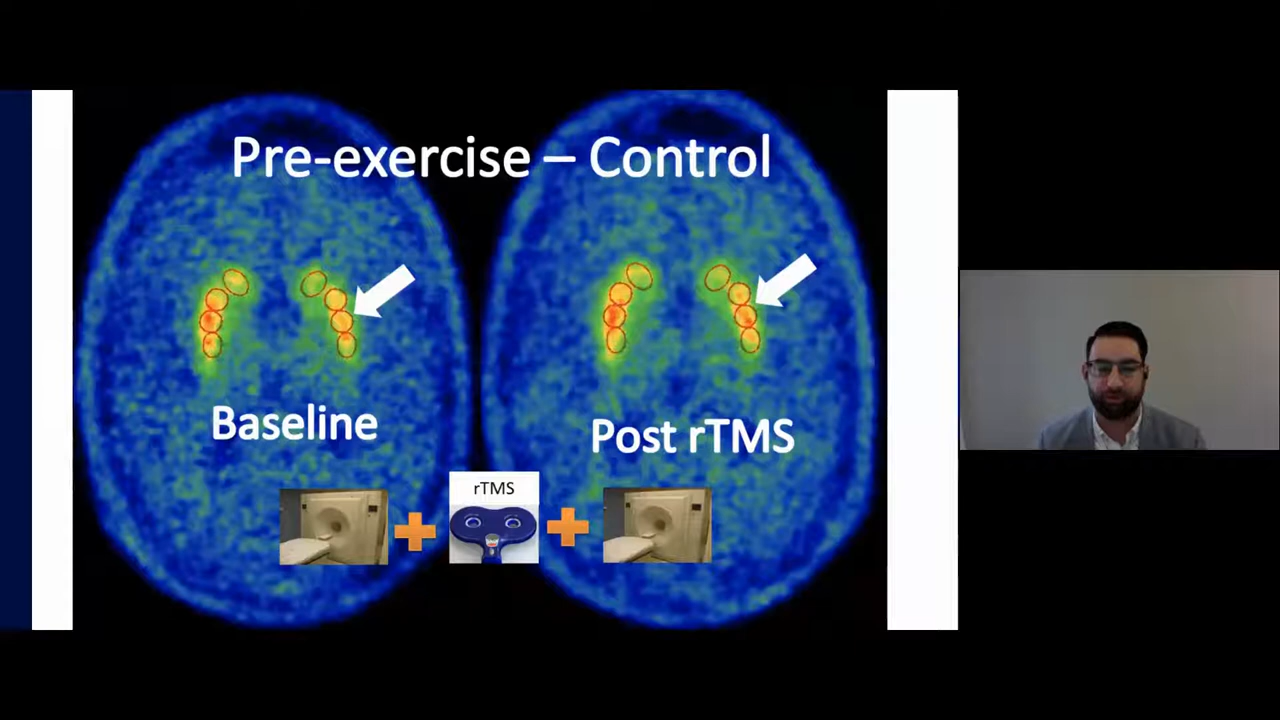 Pre-exercise – Control
Baseline
Post rTMS
rTMS